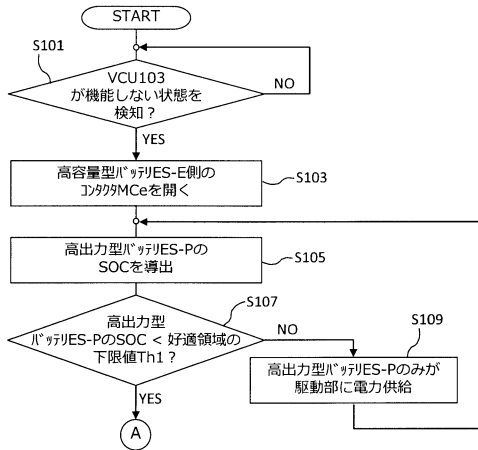 START
S101
VCU103
が機能しない状態を
検知？
NO
YES
高容量型ﾊﾞｯﾃﾘES-E側の
ｺﾝﾀｸﾀMCeを開く
S103
高出力型ﾊﾞｯﾃﾘES-Pの
SOCを導出
S105
高出力型
ﾊﾞｯﾃﾘES-PのSOC < 好適領域の
下限値Th1？
S107
NO
YES
S109
高出力型ﾊﾞｯﾃﾘES-Pのみが
駆動部に電力供給
A